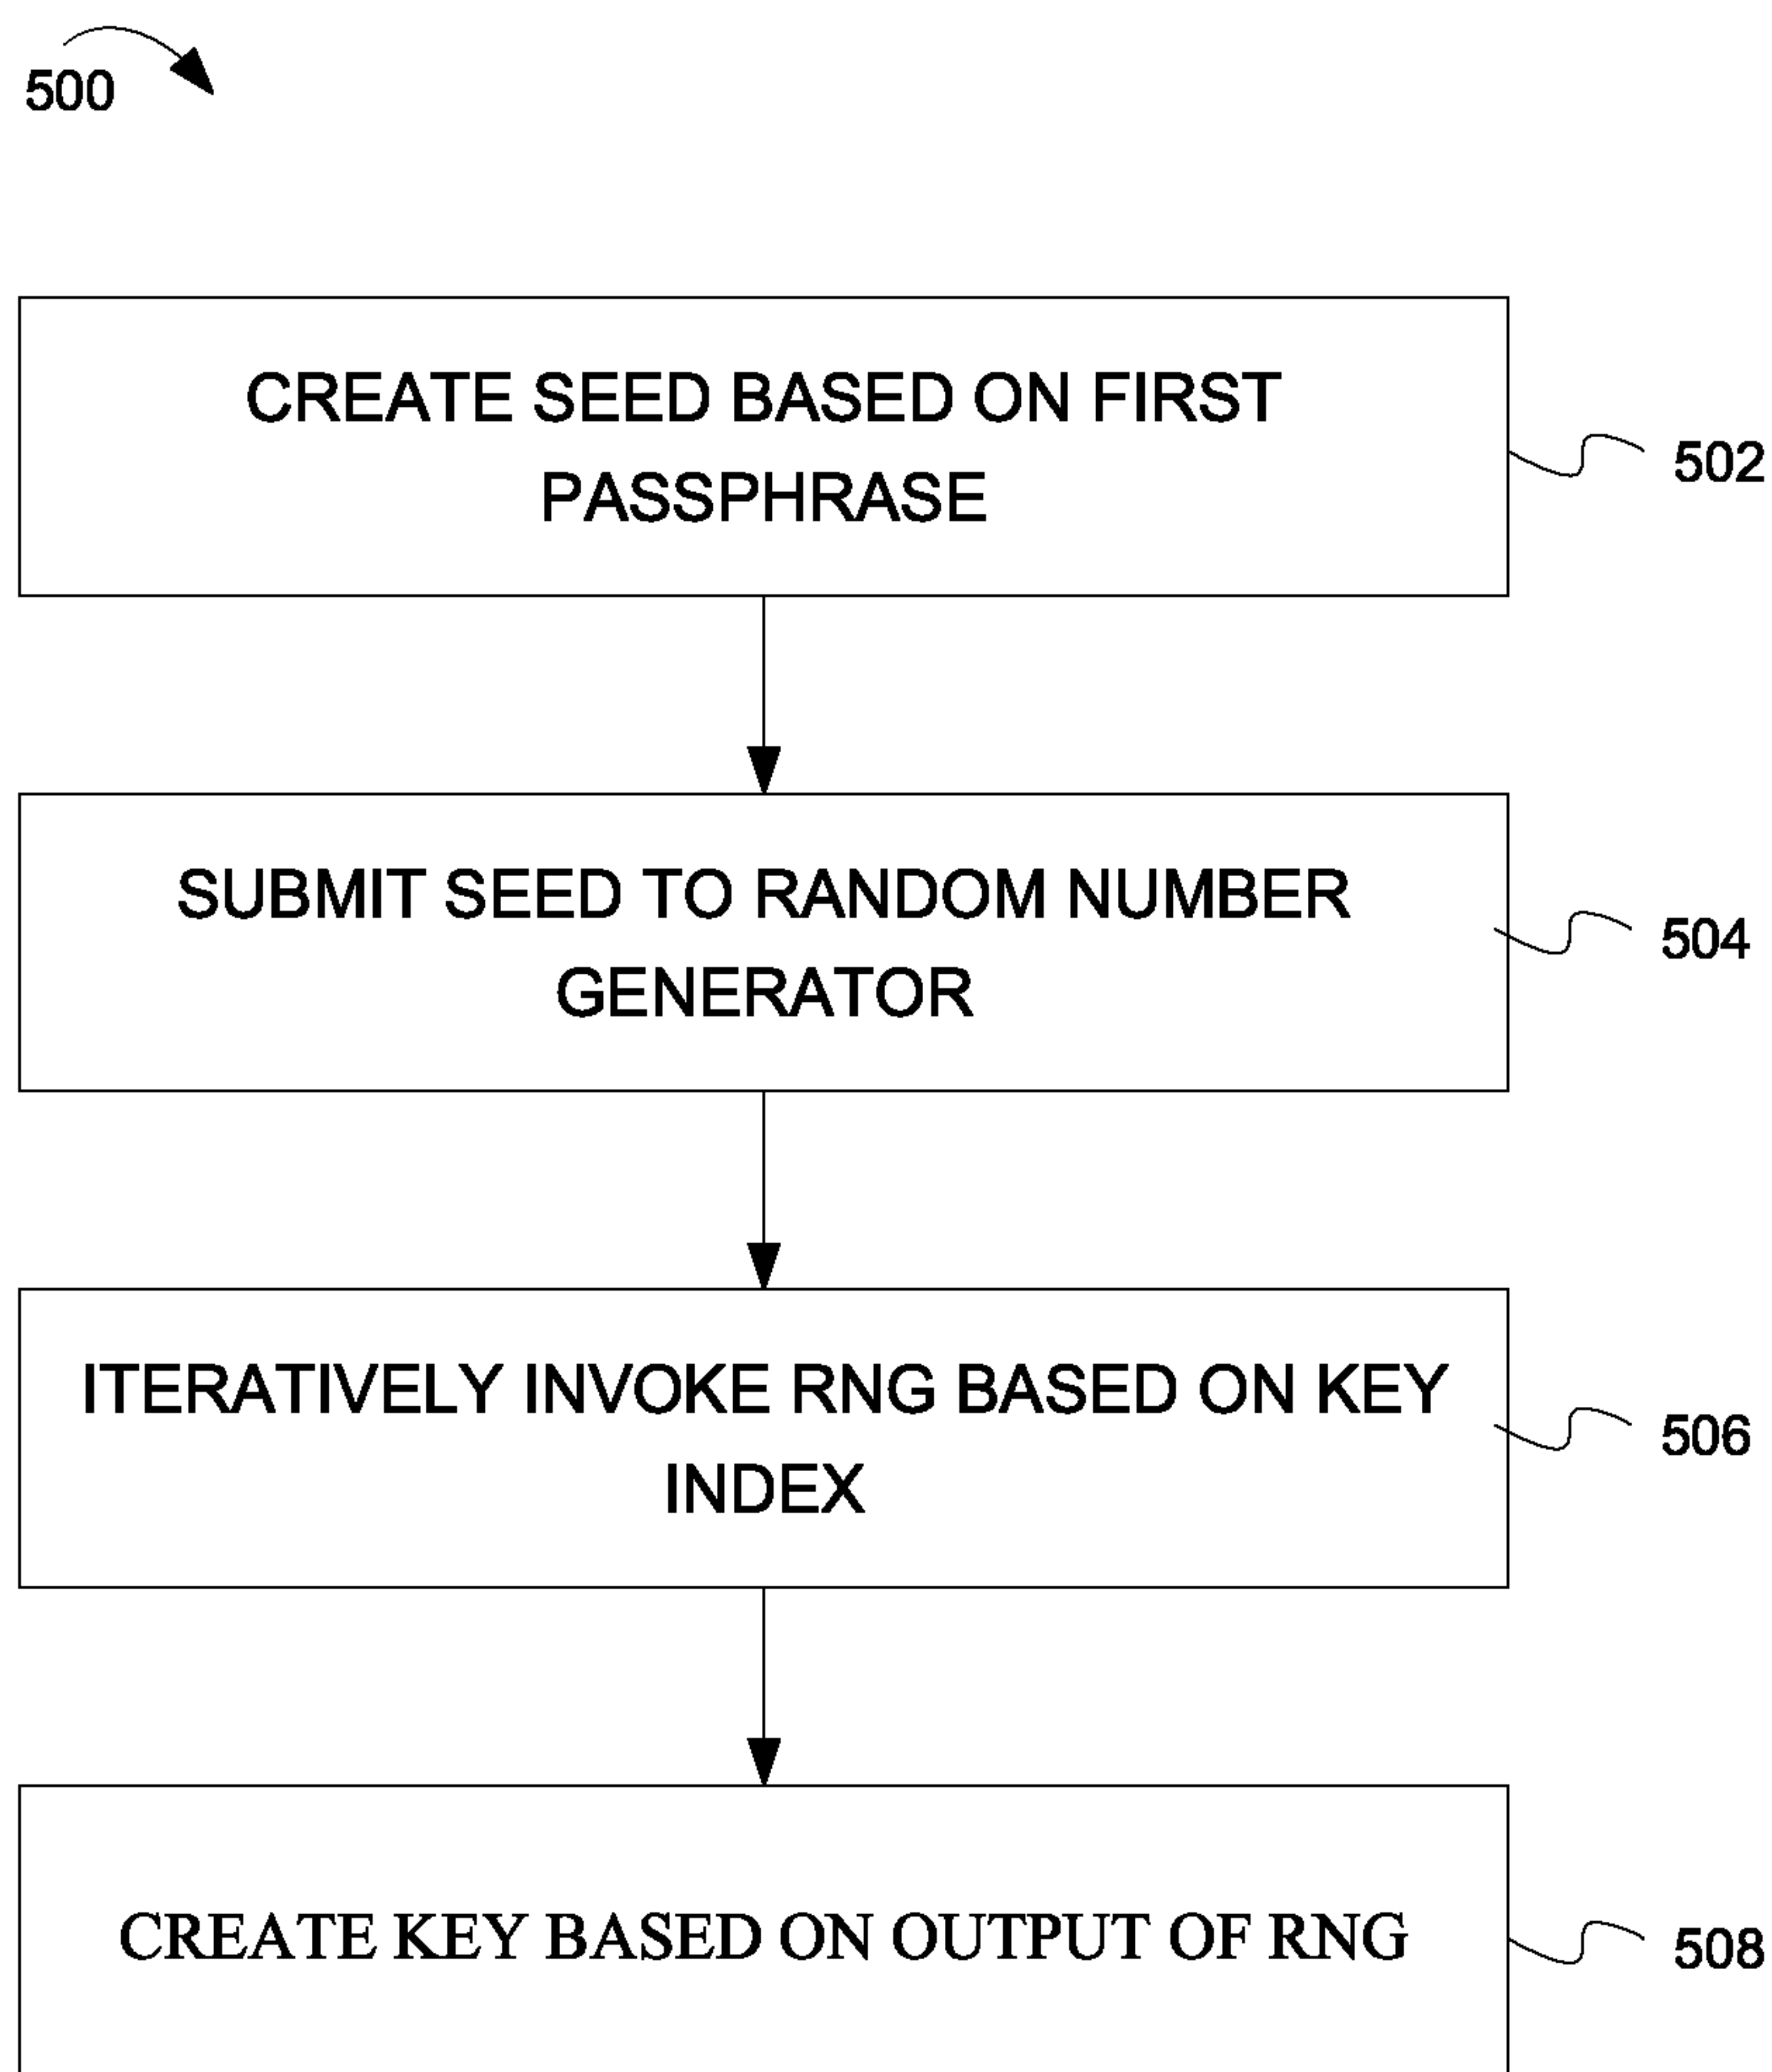 500
CREATE SEED BASED ON FIRST
PASSPHRASE
502
SUBMIT SEED TO RANDOM NUMBER
GENERATOR
504
ITERATIVELY INVOKE RNG BASED ON KEY
INDEX
506
CREATE KEY BASED ON OUTPUT OF RNG
508